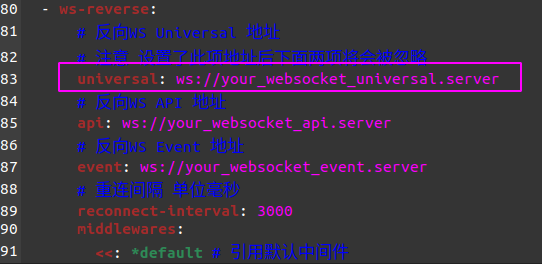 80 - ws-reverse:
81 # 反向WS Universal 地址
82 # 注意 设置了此项地址后下面两项将会被忽略
83 universal: ws://your_websocket_universal.server
84 # 反向WS API 地址
85 api: ws://your_websocket_api.server
86 # 反向WS Event 地址
87 event: ws://your_websocket_event.server
88 # 重连间隔 单位毫秒
89 reconnect-interval: 3000
90 middlewares:
91 <<: *default # 引用默认中间件